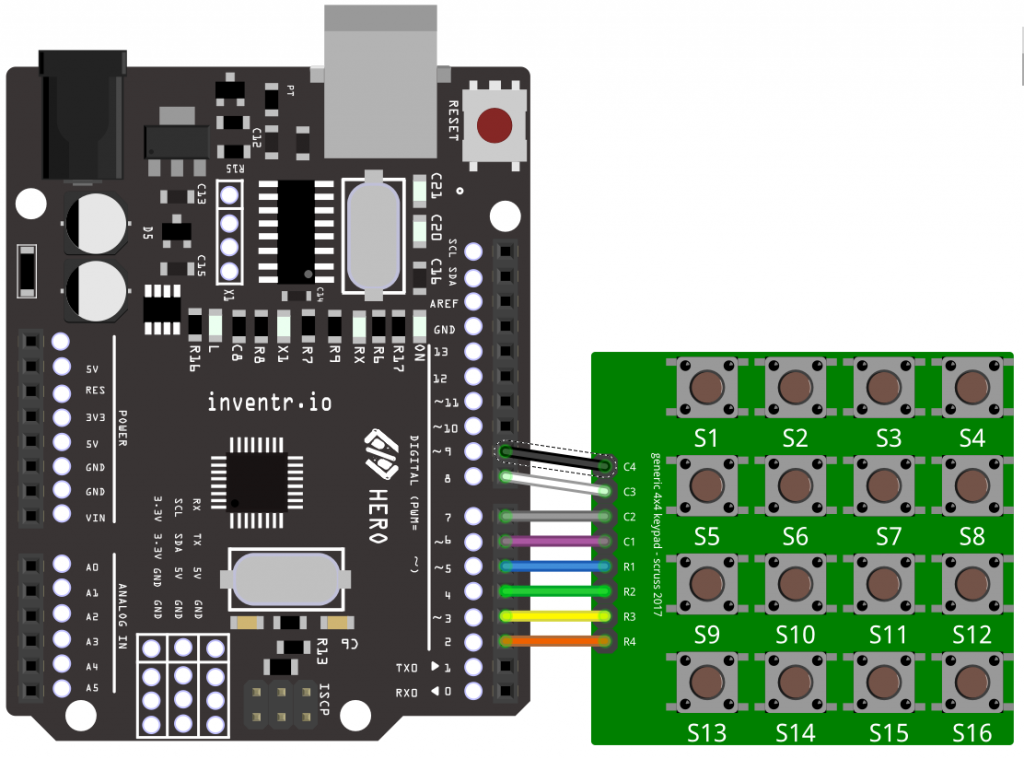 PT
RESET
C12
R15
C13
C21
D5
C20
SCL
SDA
C15
C16
X1
C14
AREF
GND
R16
L
C8
R8
X1
R7
R9
RX
R6
R17
ON
13
12
~11
~10
~ 9
8
7
~6
~5
4
~ 3
2
TX0 ▶ 1
RX0 ◀ 0
DIGITAL (PWM= ~)
inventr.io
HERO
5V
RES
3V3
5V
GND
GND
VIN
POWER
A0
A1
A2
A3
A4
A5
ANALOG IN
3.3V 3.3V GND GND
SCL SDA 5V GND
RX TX 5V GND
R13
C9
ISCP
C4
C3
C2
C1
R1
R2
R3
R4
generic 4x4 keypad - scruss 2017
S1 S2 S3 S4
S5 S6 S7 S8
S9 S10 S11 S12
S13 S14 S15 S16